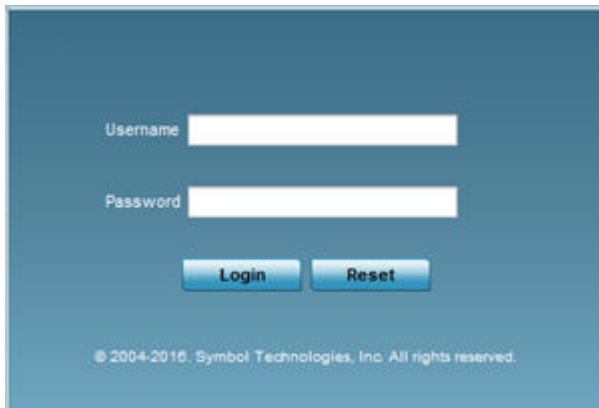 Username
Password
Login Reset
© 2004-2016. Symbol Technologies, Inc. All rights reserved.